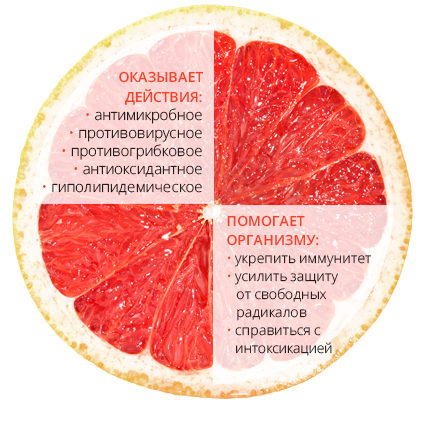 ОКАЗЫВАЕТ
ДЕЙСТВИЯ:
• антимикробное
• противовирусное
• противогрибковое
• антиоксидантное
• гиполипидемическое
ПОМОГАЕТ
ОРГАНИЗМУ:
• укрепить иммунитет
• усилить защиту
от свободных
радикалов
• справиться с
интоксикацией